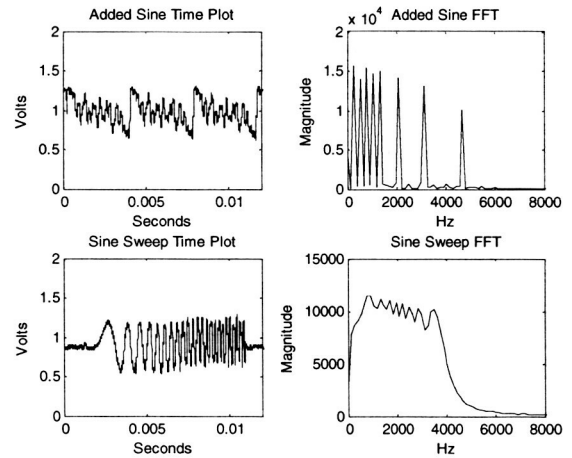 Added Sine Time Plot
Volts
2
1.5
1
0.5
0
0 0.005 0.01
Seconds
Added Sine FFT
x 10^4
Magnitude
2
1.5
1
0.5
0
0 2000 4000 6000 8000
Hz
Sine Sweep Time Plot
Volts
2
1.5
1
0.5
0
0 0.005 0.01
Seconds
Sine Sweep FFT
Magnitude
15000
10000
5000
0
0 2000 4000 6000 8000
Hz